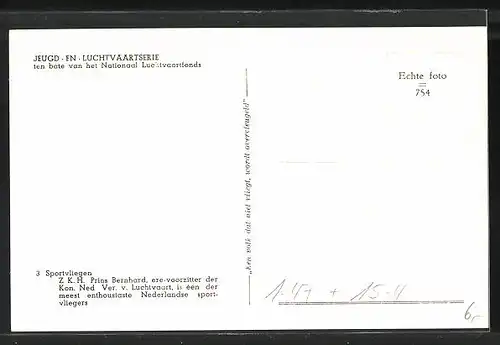 JEUGD - EN - LUCHTVAARTSERIE
ten bate van het Nationaal Luchtvaartfonds
Echte foto
=
754
„Een volk dat niet vliegt, wordt overvleugeld"
3 Sportvliegen
Z. K. H. Prins Bernhard, ere-voorzitter der
Kon. Ned Ver. v. Luchtvaart, is één der
meest enthousiaste Nederlandse sport-
vliegers
+ 15-4
6,-